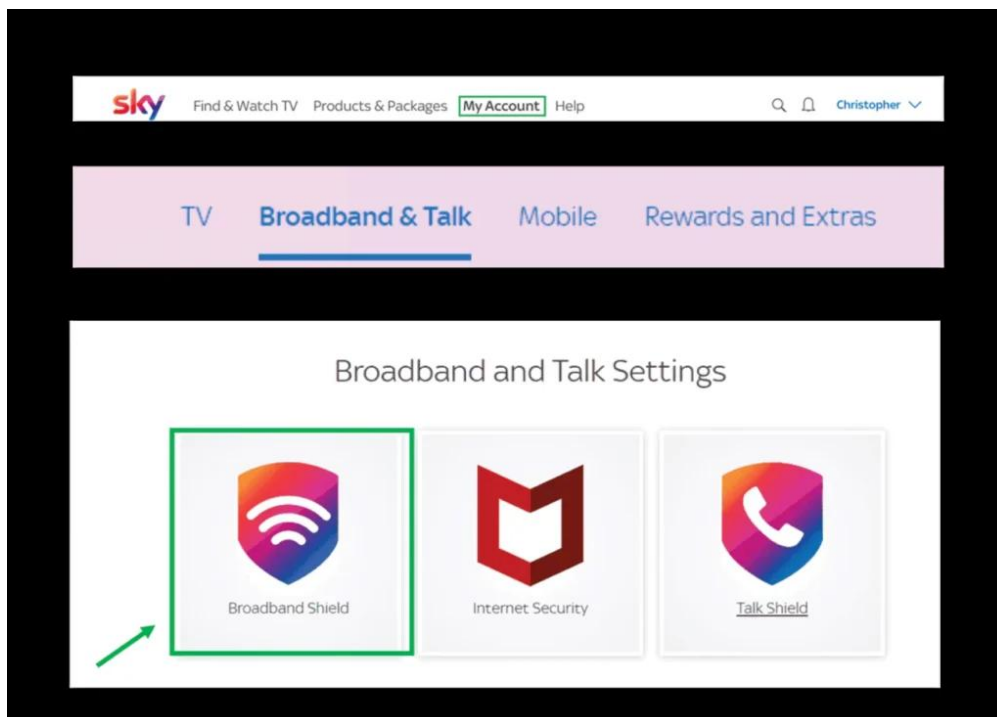 sky Find & Watch TV Products & Packages My Account Help Christopher
TV Broadband & Talk Mobile Rewards and Extras
Broadband and Talk Settings
Broadband Shield Internet Security Talk Shield